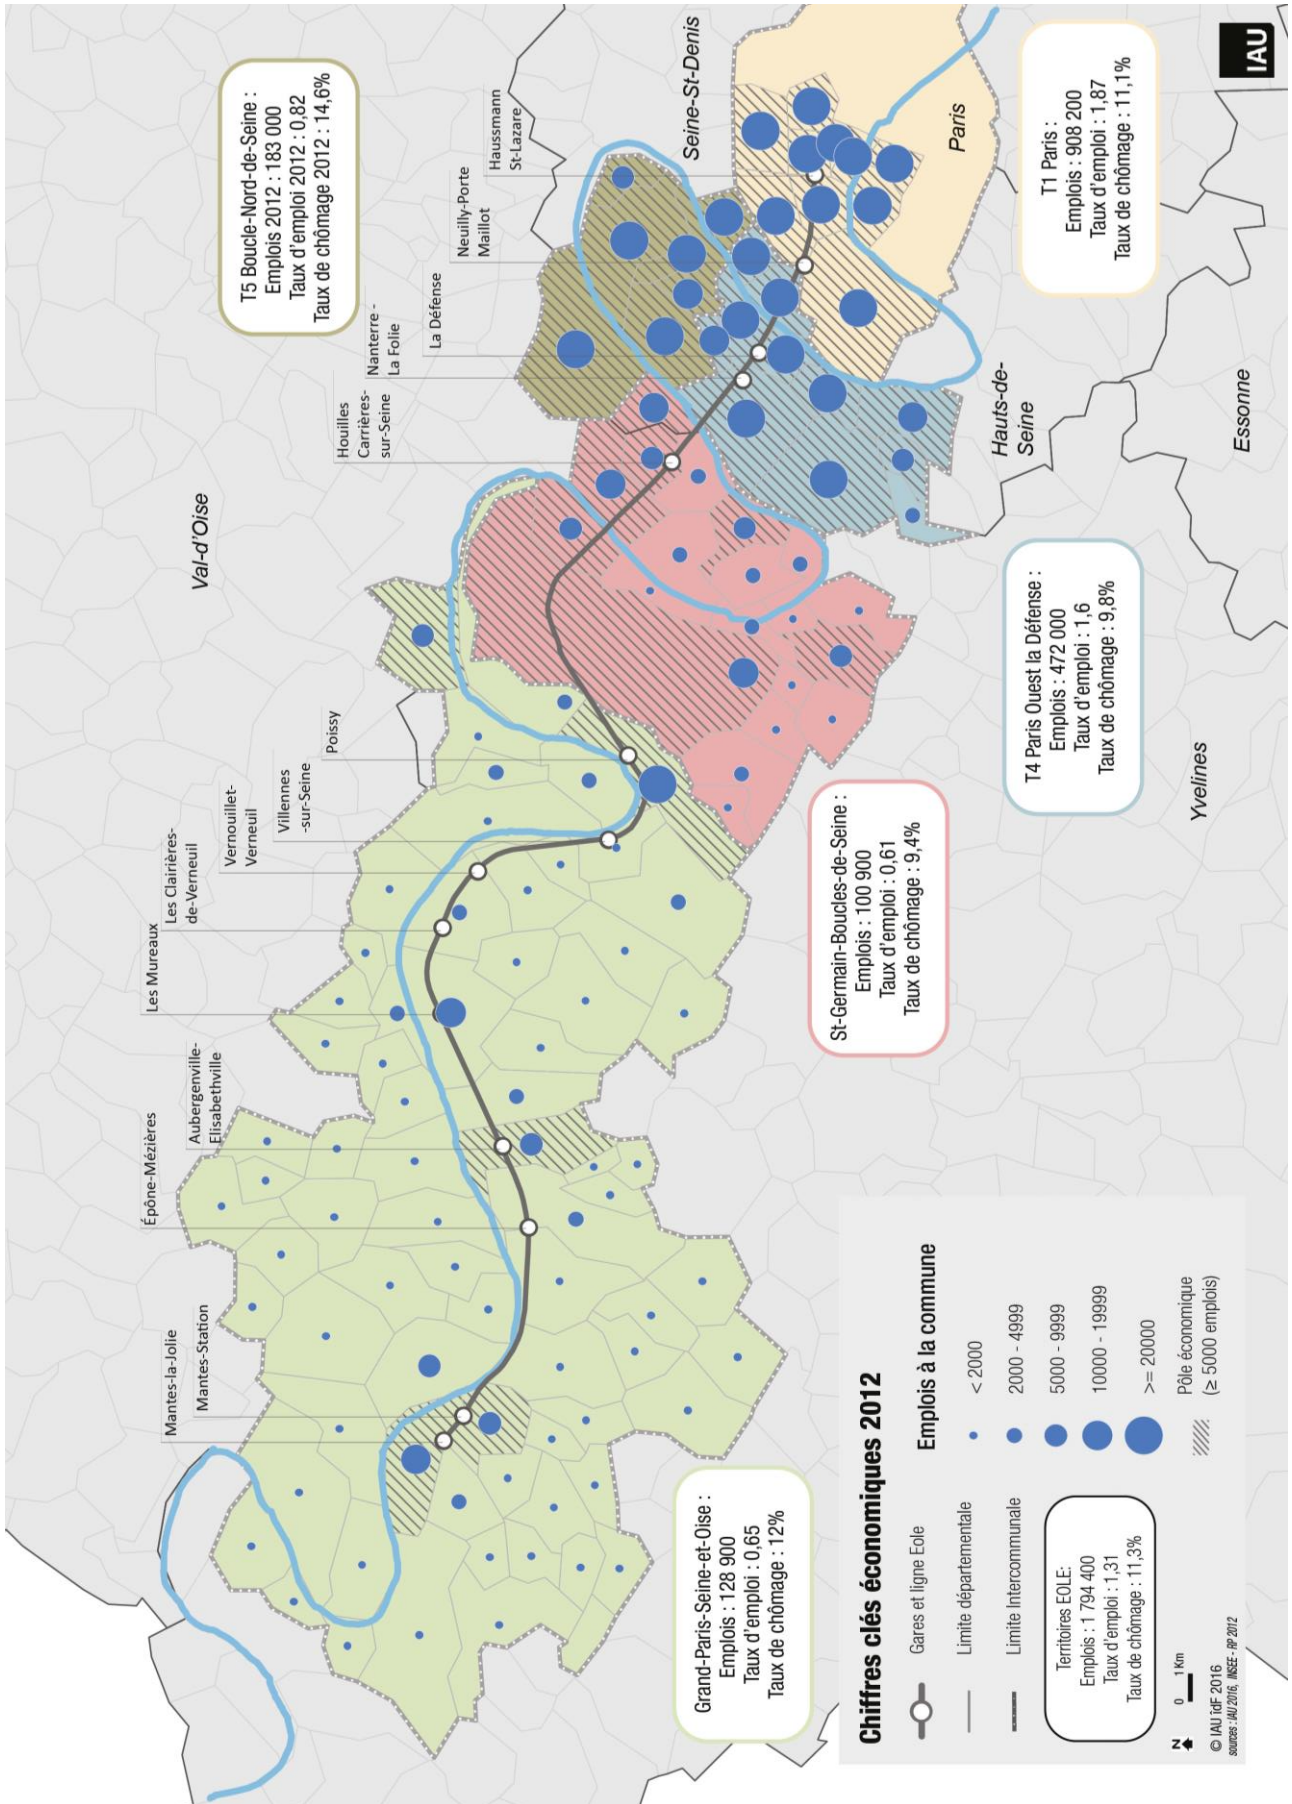 Val-d'Oise
Seine-St-Denis
Paris
Hauts-de-
Seine
Essonne
Yvelines
Mantes-la-Jolie
Mantes-Station
Épône-Mézières
Aubergenville-
Elisabethville
Les Mureaux
Les Clairières-
de-Verneuil
Vernouillet-
Verneuil
Villennes
-sur-Seine
Poissy
Houilles
Carrières-
sur-Seine
Nanterre -
La Folie
La Défense
Neuilly-Porte
Maillot
Haussmann
St-Lazare
T5 Boucle-Nord-de-Seine :
Emplois 2012 : 183 000
Taux d'emploi 2012 : 0,82
Taux de chômage 2012 : 14,6%
T1 Paris :
Emplois : 908 200
Taux d'emploi : 1,87
Taux de chômage : 11,1%
T4 Paris Ouest la Défense :
Emplois : 472 000
Taux d'emploi : 1,6
Taux de chômage : 9,8%
St-Germain-Boucles-de-Seine :
Emplois : 100 900
Taux d'emploi : 0,61
Taux de chômage : 9,4%
Grand-Paris-Seine-et-Oise :
Emplois : 128 900
Taux d'emploi : 0,65
Taux de chômage : 12%
Chiffres clés économiques 2012
Gares et ligne Eole
Limite départementale
Limite Intercommunale
Territoires EOLE:
Emplois : 1 794 400
Taux d'emploi : 1,31
Taux de chômage : 11,3%
Emplois à la commune
< 2000
2000 - 4999
5000 - 9999
10000 - 19999
>= 20000
Pôle économique
(≥ 5000 emplois)
N
0 1 Km
© IAU îdF 2016
sources : IAU 2016, INSEE - RP 2012
IAU